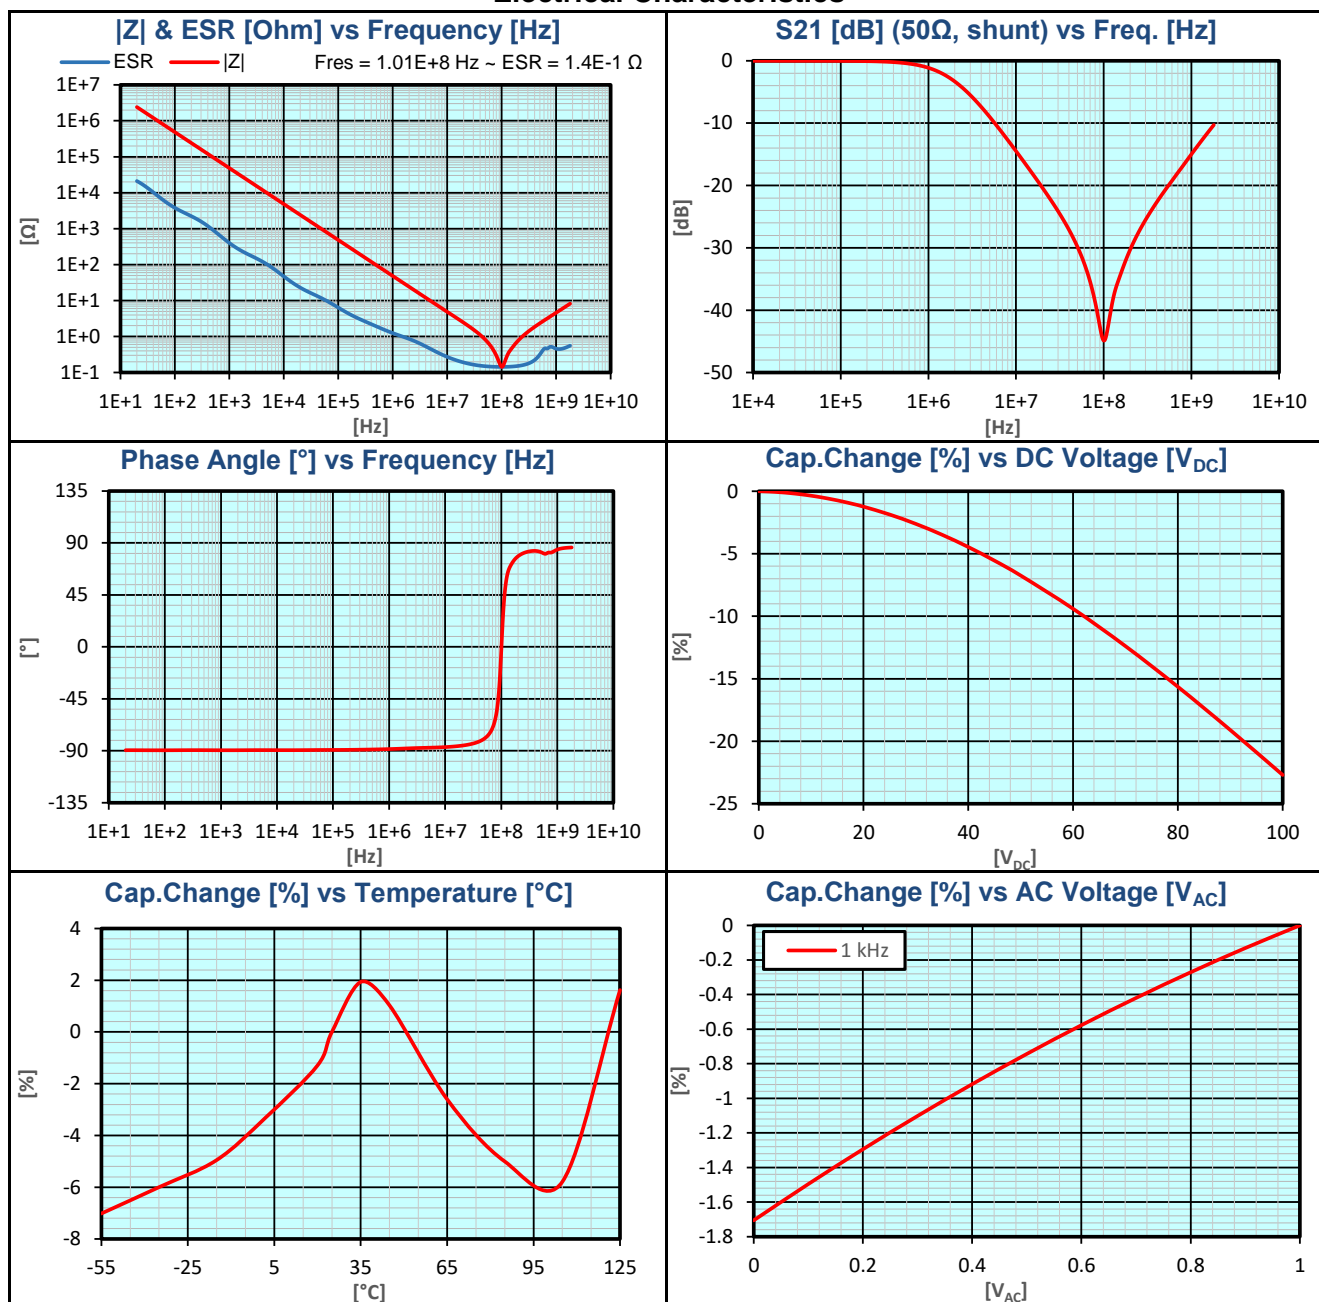 Electrical Characteristics
|Z| & ESR [Ohm] vs Frequency [Hz]
ESR |Z| Fres = 1.01E+8 Hz ~ ESR = 1.4E-1 Ω
1E+7
1E+6
1E+5
1E+4
1E+3
1E+2
1E+1
1E+0
1E-1
[Ω]
1E+1 1E+2 1E+3 1E+4 1E+5 1E+6 1E+7 1E+8 1E+9 1E+10
[Hz]
S21 [dB] (50Ω, shunt) vs Freq. [Hz]
0
-10
-20
-30
-40
-50
[dB]
1E+4 1E+5 1E+6 1E+7 1E+8 1E+9 1E+10
[Hz]
Phase Angle [°] vs Frequency [Hz]
135
90
45
0
-45
-90
-135
[°]
1E+1 1E+2 1E+3 1E+4 1E+5 1E+6 1E+7 1E+8 1E+9 1E+10
[Hz]
Cap.Change [%] vs DC Voltage [VDC]
0
-5
-10
-15
-20
-25
[%]
0 20 40 60 80 100
[VDC]
Cap.Change [%] vs Temperature [°C]
4
2
0
-2
-4
-6
-8
[%]
-55 -25 5 35 65 95 125
[°C]
Cap.Change [%] vs AC Voltage [VAC]
1 kHz
0
-0.2
-0.4
-0.6
-0.8
-1
-1.2
-1.4
-1.6
-1.8
[%]
0 0.2 0.4 0.6 0.8 1
[VAC]